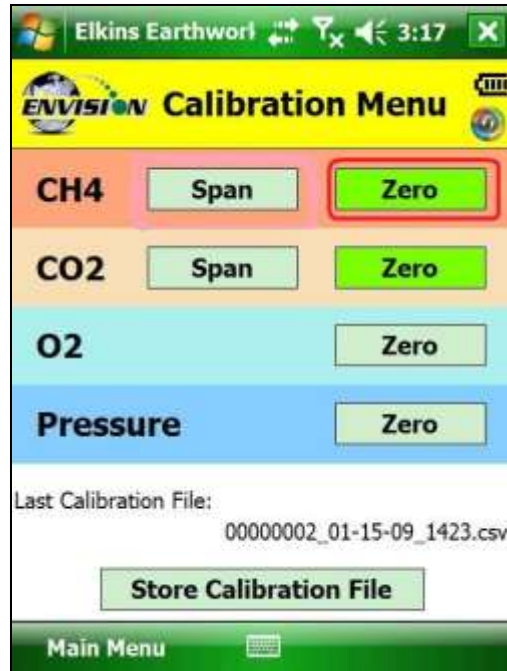 Elkins Earthworl 3:17
ENVISION Calibration Menu
CH4 Span Zero
CO2 Span Zero
O2 Zero
Pressure Zero
Last Calibration File:
00000002_01-15-09_1423.csv
Store Calibration File
Main Menu